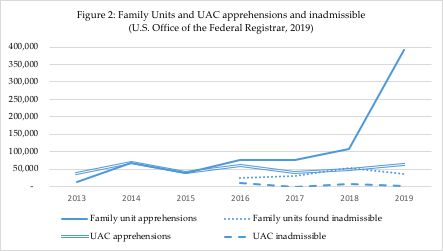 Figure 2: Family Units and UAC apprehensions and inadmissible
(U.S. Office of the Federal Registrar, 2019)
400,000
350,000
300,000
250,000
200,000
150,000
100,000
50,000
-
2013 2014 2015 2016 2017 2018 2019
Family unit apprehensions Family units found inadmissible
UAC apprehensions UAC inadmissible